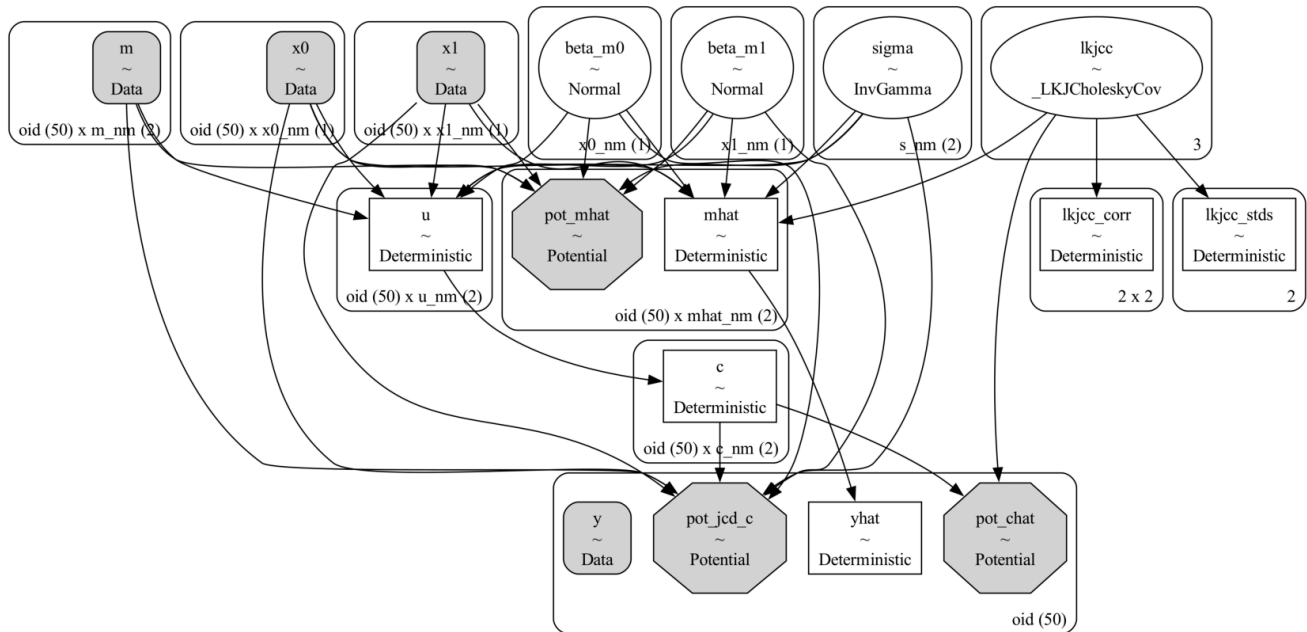 m
~
Data
oid (50) x m_nm (2)
x0
~
Data
oid (50) x x0_nm (1)
x1
~
Data
oid (50) x x1_nm (1)
beta_m0
~
Normal
x0_nm (1)
beta_m1
~
Normal
x1_nm (1)
sigma
~
InvGamma
s_nm (2)
lkjcc
~
_LKJCholeskyCov
3
u
~
Deterministic
oid (50) x u_nm (2)
pot_mhat
~
Potential
mhat
~
Deterministic
oid (50) x mhat_nm (2)
lkjcc_corr
~
Deterministic
2 x 2
lkjcc_stds
~
Deterministic
2
c
~
Deterministic
oid (50) x c_nm (2)
y
~
Data
pot_jcd_c
~
Potential
yhat
~
Deterministic
pot_chat
~
Potential
oid (50)